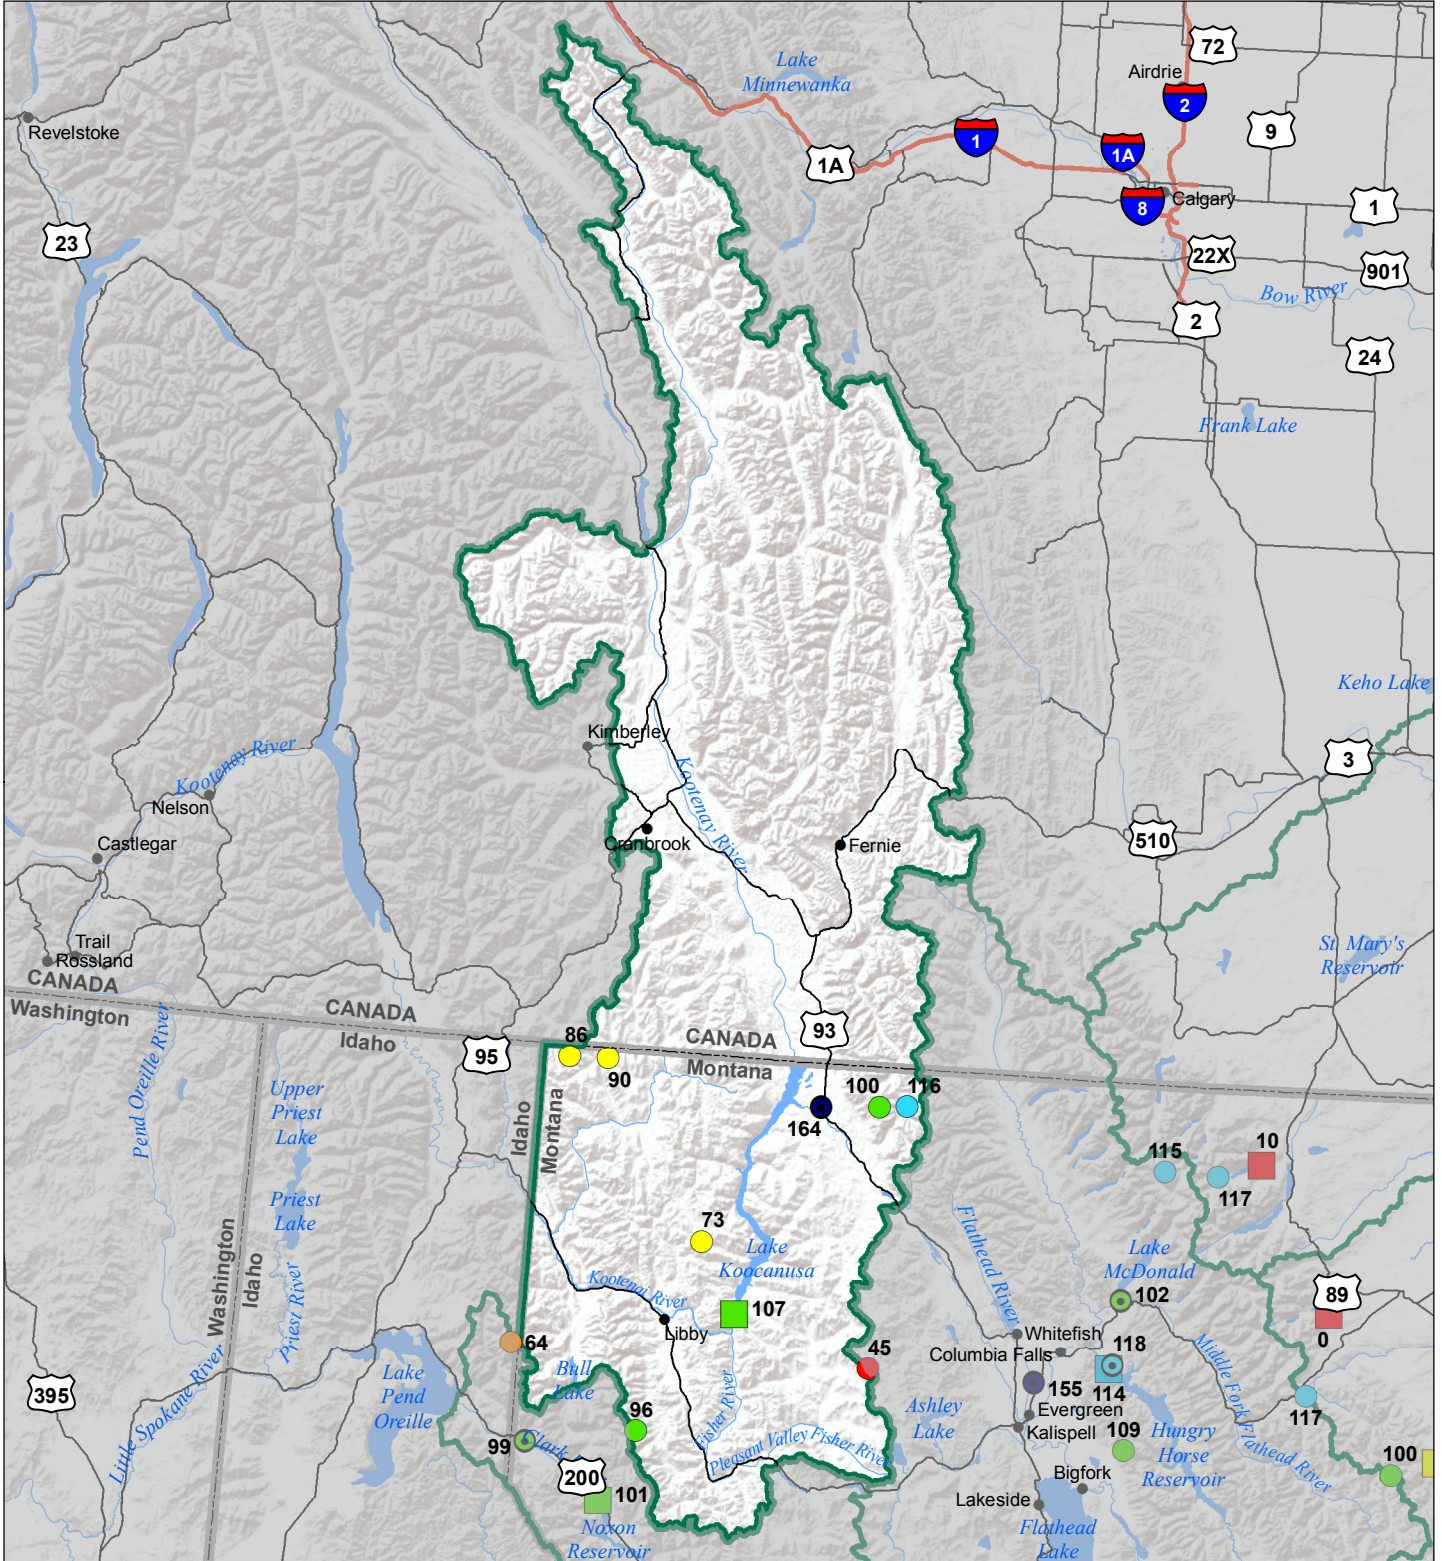 72
Lake
Minnewanka
Airdrie
2
Revelstoke
9
1
1A
1A
Calgary
8
1
23
22X
901
Bow River
2
24
Frank Lake
Keho Lake
Kimberley
Kootenay River
3
Kootenay River
Nelson
510
Castlegar
Cranbrook
Fernie
Trail
Rossland
St. Mary's
Reservoir
CANADA
Washington
CANADA
Idaho
95
86
90
CANADA
Montana
93
Pend Oreille River
Upper
Priest
Lake
Idaho
Montana
100
116
164
115
10
117
Priest
Lake
73
Lake
Koocanusa
Flathead River
Lake
McDonald
Washington
Idaho
Priest River
Kootenai River
107
Libby
102
89
0
64
Whitefish
Columbia Falls
118
114
45
155
Middle Fork Flathead River
Lake
Pend
Oreille
Bull
Lake
395
Little Spokane River
Fisher River
Ashley
Lake
Evergreen
Kalispell
117
96
99
Clark
109
Hungry
Horse
Reservoir
Pleasant Valley Fisher River
200
101
100
Bigfork
Lakeside
Noxon
Reservoir
Flathead
Lake